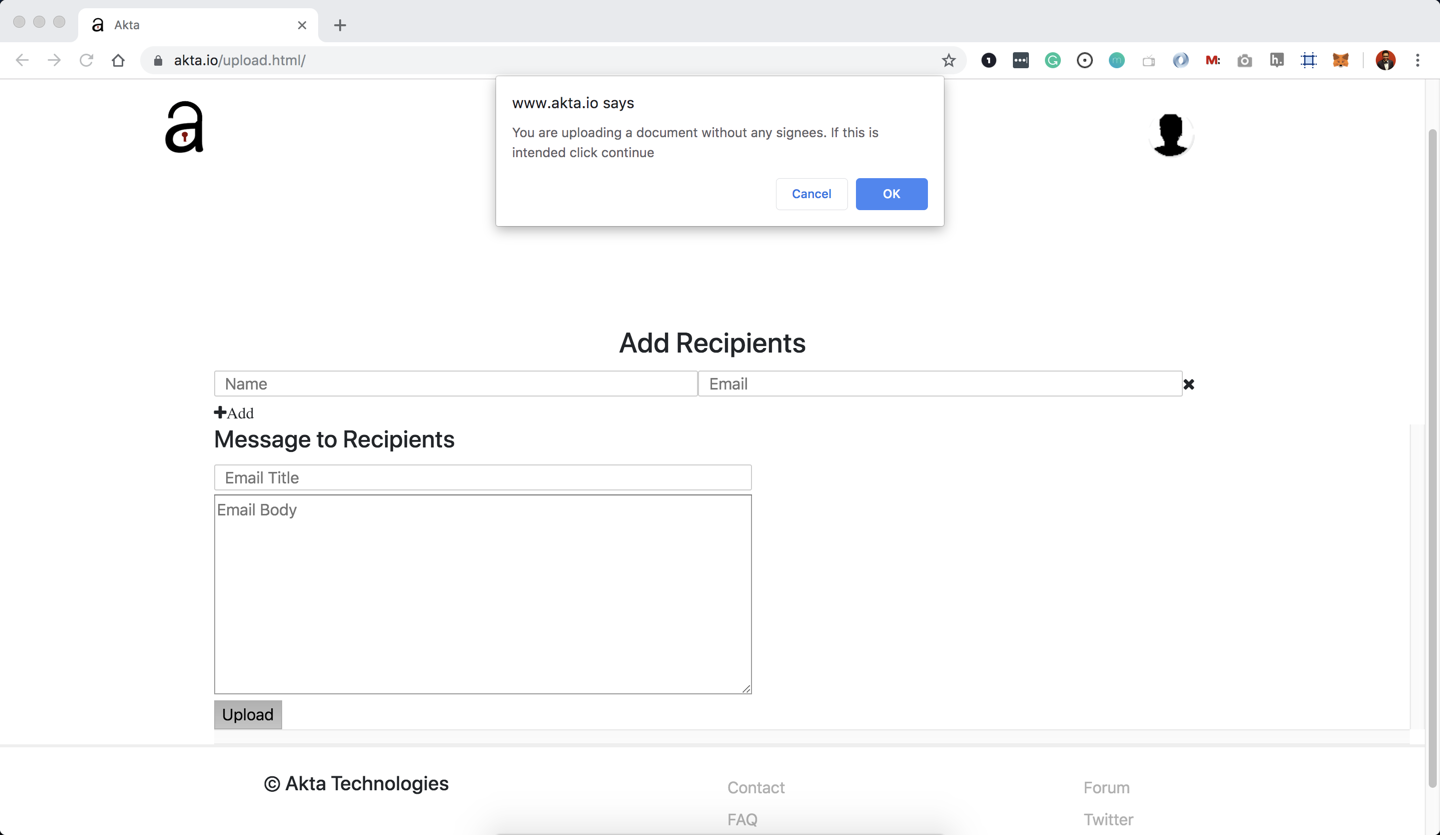 Akta
akta.io/upload.html/
www.akta.io says
You are uploading a document without any signees. If this is
intended click continue
Cancel
OK
a
Add Recipients
Name
Email
Add
Message to Recipients
Email Title
Email Body
Upload
© Akta Technologies
Contact
Forum
FAQ
Twitter